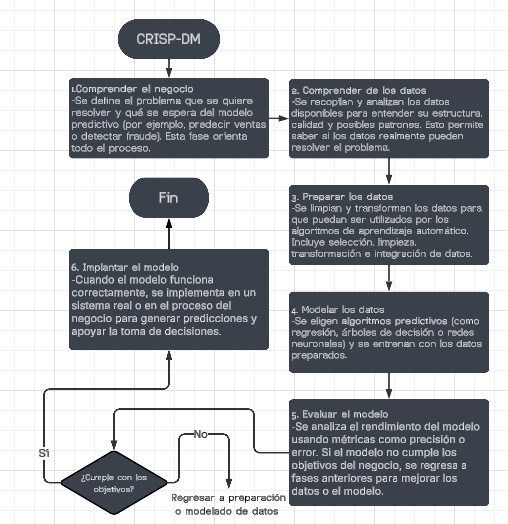 CRISP-DM
1.Comprender el negocio
-Se define el problema que se quiere
resolver y qué se espera del modelo
predictivo (por ejemplo, predecir ventas
o detectar fraude). Esta fase orienta
todo el proceso.
2. Comprender de los datos
-Se recopilan y analizan los datos
disponibles para entender su estructura,
calidad y posibles patrones. Esto permite
saber si los datos realmente pueden
resolver el problema.
3. Preparar los datos
-Se limpian y transforman los datos para
que puedan ser utilizados por los
algoritmos de aprendizaje automático.
Incluye selección, limpieza,
transformación e integración de datos.
4. Modelar los datos
-Se eligen algoritmos predictivos (como
regresión, árboles de decisión o redes
neuronales) y se entrenan con los datos
preparados.
5. Evaluar el modelo
-Se analiza el rendimiento del modelo
usando métricas como precisión o
error. Si el modelo no cumple los
objetivos del negocio, se regresa a
fases anteriores para mejorar los
datos o el modelo.
¿Cumple con los
objetivos?
No
Regresar a preparación
o modelado de datos
Sí
6. Implantar el modelo
-Cuando el modelo funciona
correctamente, se implementa en un
sistema real o en el proceso del
negocio para generar predicciones y
apoyar la toma de decisiones.
Fin